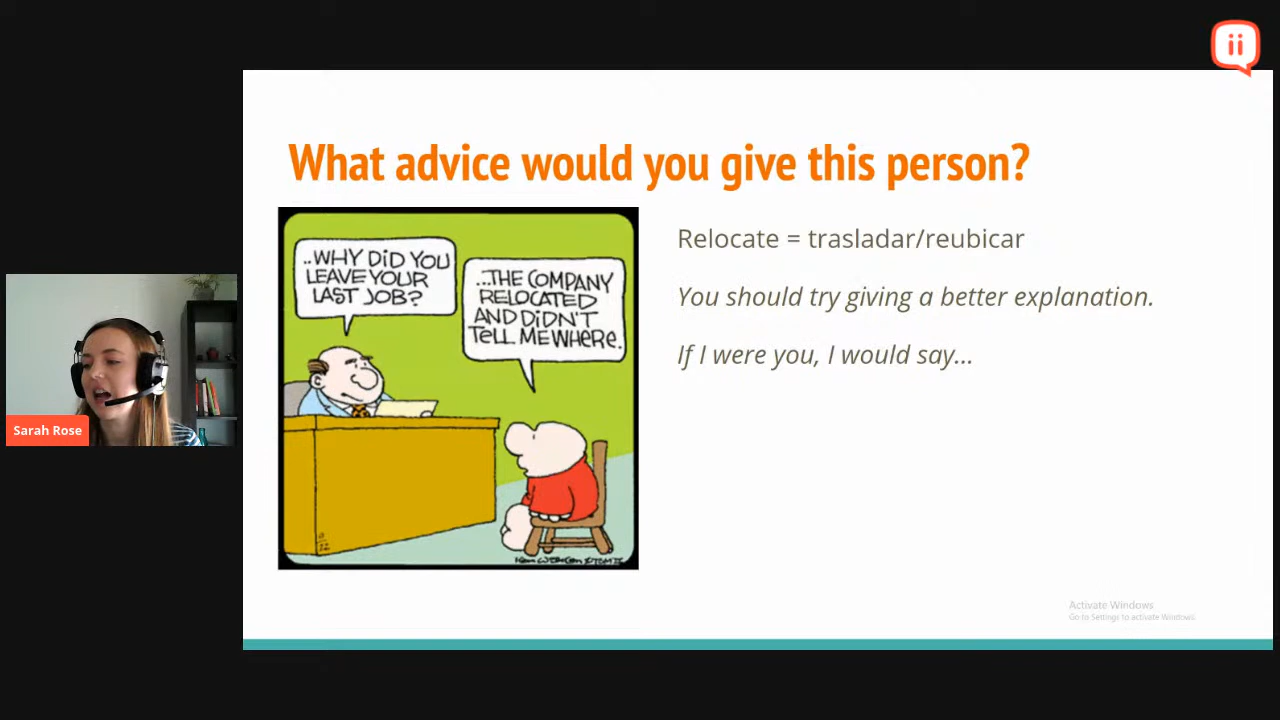 ii
What advice would you give this person?
..WHY DiD YOU
LEAVE YOUR
LAST JOB?
...THE COMPANY
RELOCATED
AND DiDN'T
TELL ME WHERE.
Relocate = trasladar/reubicar
You should try giving a better explanation.
If I were you, I would say...
Sarah Rose
Activate Windows
Go to Settings to activate Windows.